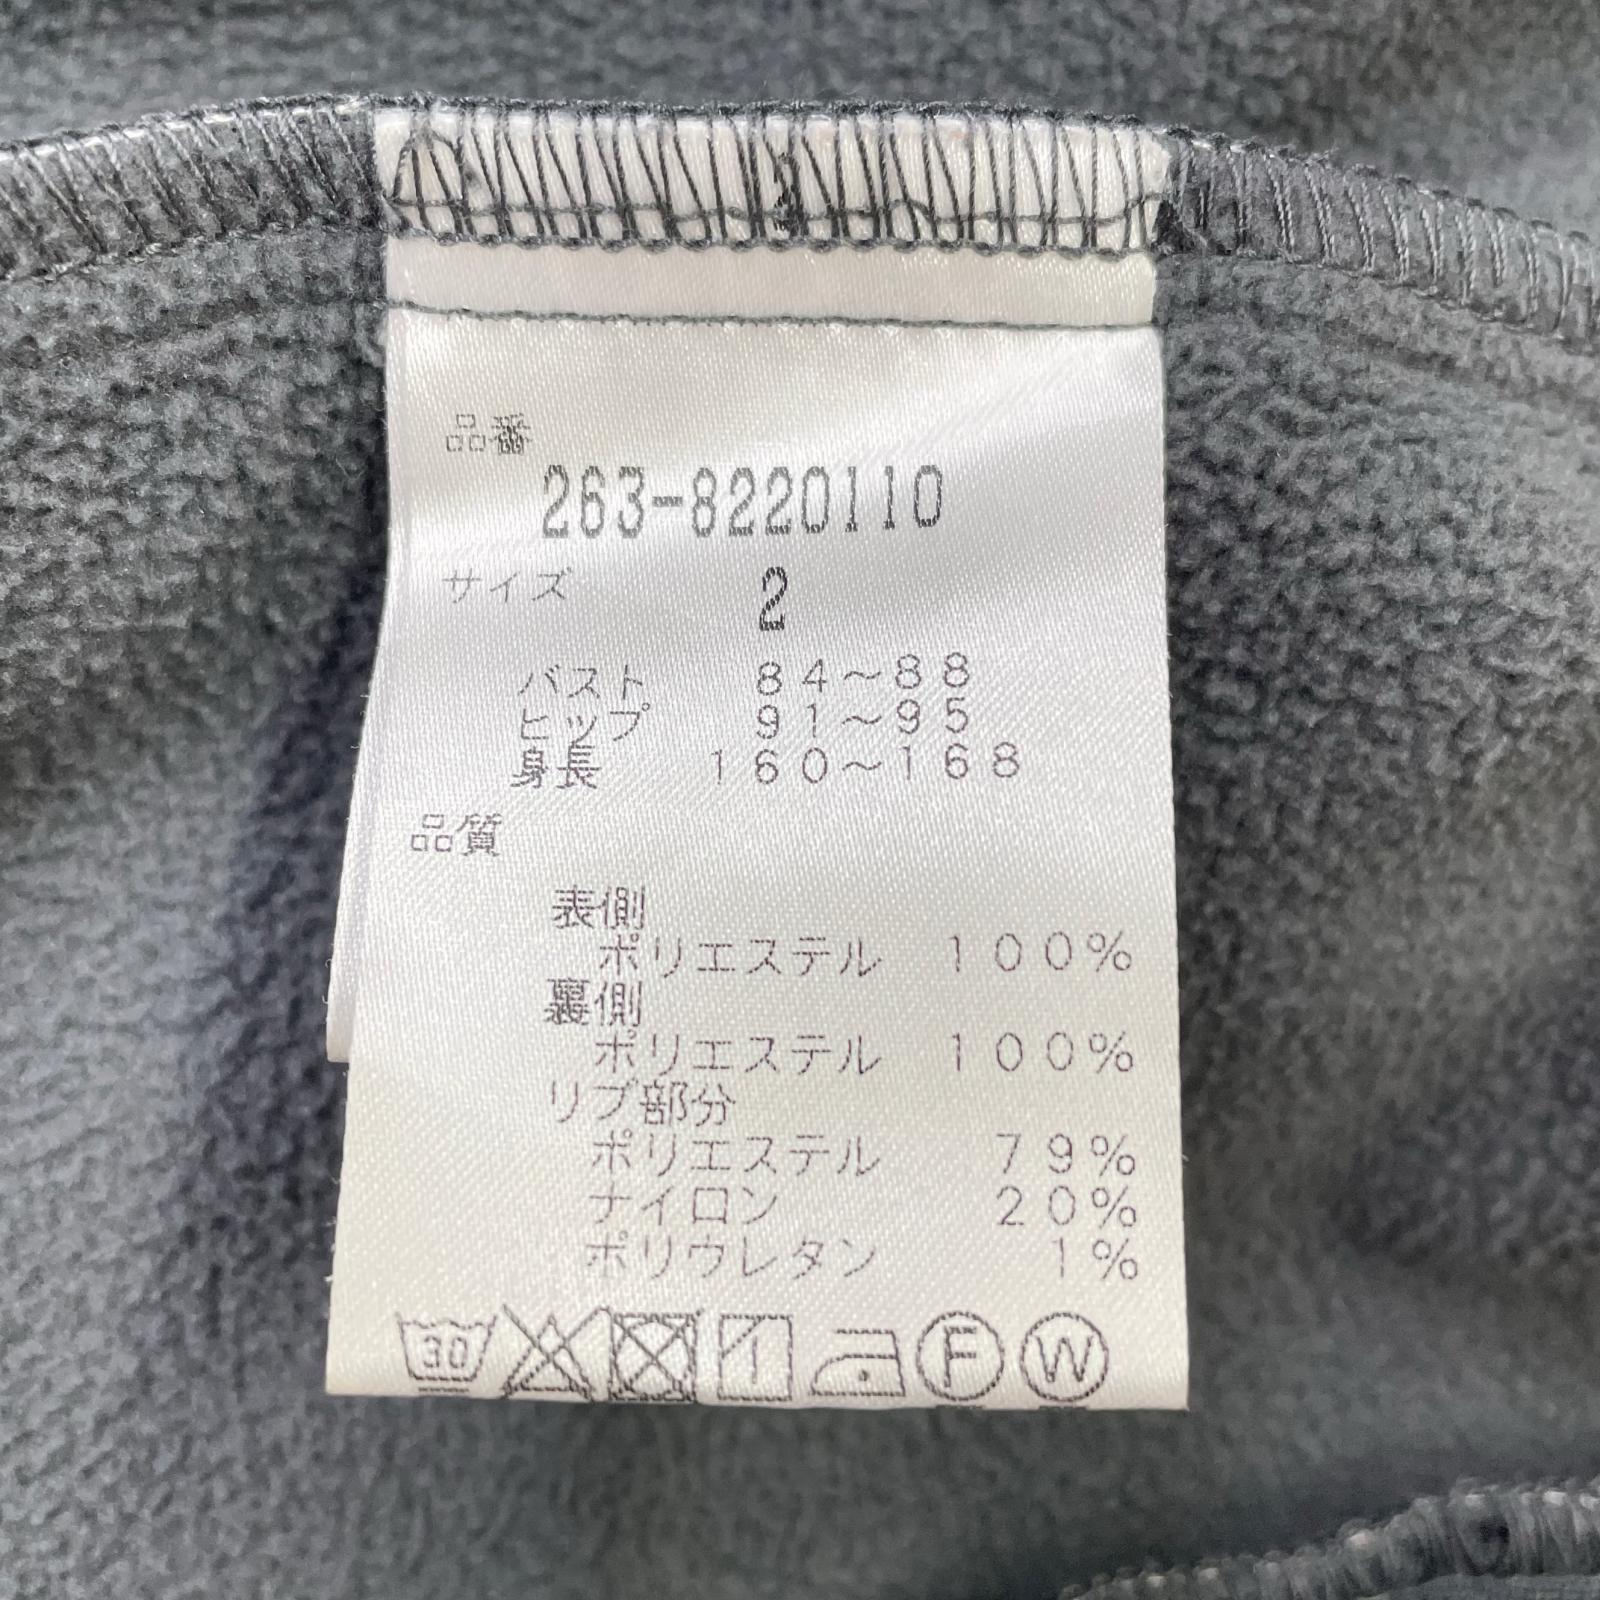 品番
263-8220110
サイズ 2
バスト 84～88
ヒップ 91～95
身長 160～168
品質
表側
ポリエステル 100%
裏側
ポリエステル 100%
リブ部分
ポリエステル 79%
ナイロン 20%
ポリウレタン 1%
30 F W